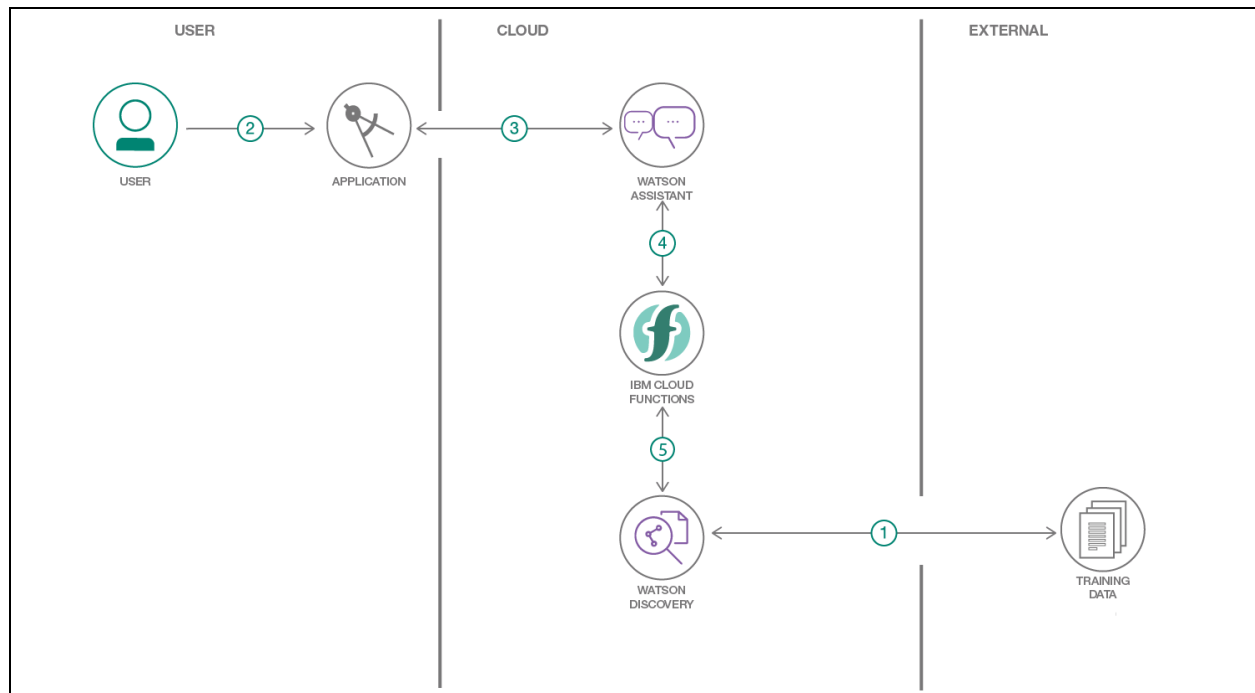 USER
CLOUD
EXTERNAL
2
3
USER
APPLICATION
WATSON
ASSISTANT
4
IBM CLOUD
FUNCTIONS
5
1
WATSON
DISCOVERY
TRAINING
DATA